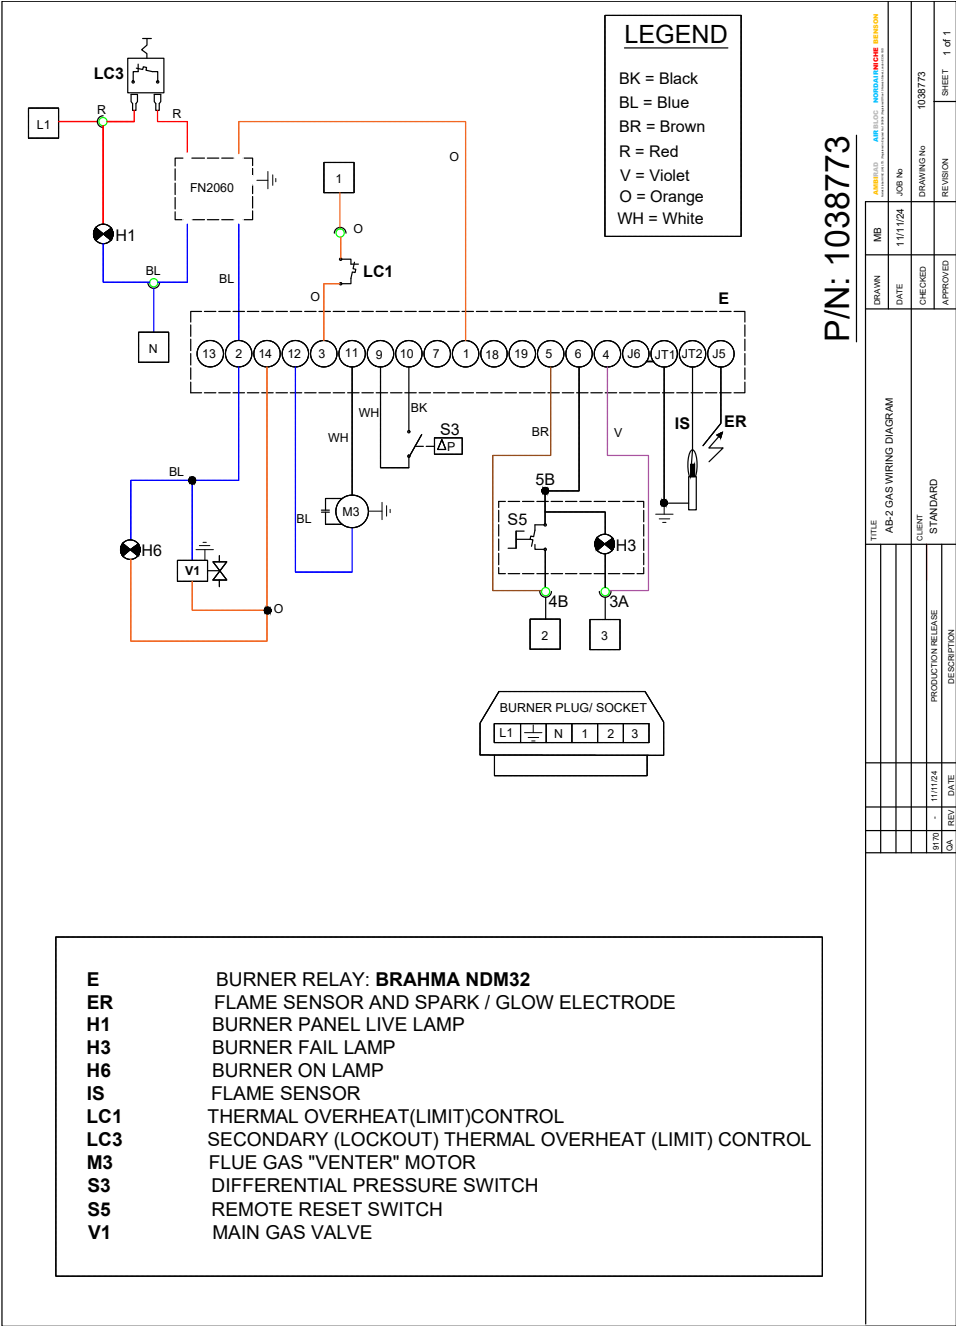 LEGEND
BK = Black
BL = Blue
BR = Brown
R = Red
V = Violet
O = Orange
WH = White
LC3
L1
R
R
FN2060
O
1
O
LC1
O
H1
BL
BL
N
E
13
2
14
12
3
11
9
10
7
1
18
19
5
6
4
J6
JT1
JT2
J5
WH
BK
WH
S3
ΔP
BR
V
IS
ER
BL
BL
M3
H6
V1
O
5B
S5
H3
4B
3A
2
3
BURNER PLUG/ SOCKET
L1 N 1 2 3
E BURNER RELAY: BRAHMA NDM32
ER FLAME SENSOR AND SPARK / GLOW ELECTRODE
H1 BURNER PANEL LIVE LAMP
H3 BURNER FAIL LAMP
H6 BURNER ON LAMP
IS FLAME SENSOR
LC1 THERMAL OVERHEAT(LIMIT)CONTROL
LC3 SECONDARY (LOCKOUT) THERMAL OVERHEAT (LIMIT) CONTROL
M3 FLUE GAS "VENTER" MOTOR
S3 DIFFERENTIAL PRESSURE SWITCH
S5 REMOTE RESET SWITCH
V1 MAIN GAS VALVE
P/N: 1038773
AMBIRAD AIRBLOC NORDAIRNICHE BENSON
DRAWN MB
DATE 11/11/24
JOB No
CHECKED
DRAWING No 1038773
APPROVED
REVISION
SHEET 1 of 1
TITLE
AB-2 GAS WIRING DIAGRAM
CLIENT
STANDARD
9170 - 11/11/24 PRODUCTION RELEASE
QA REV DATE DESCRIPTION